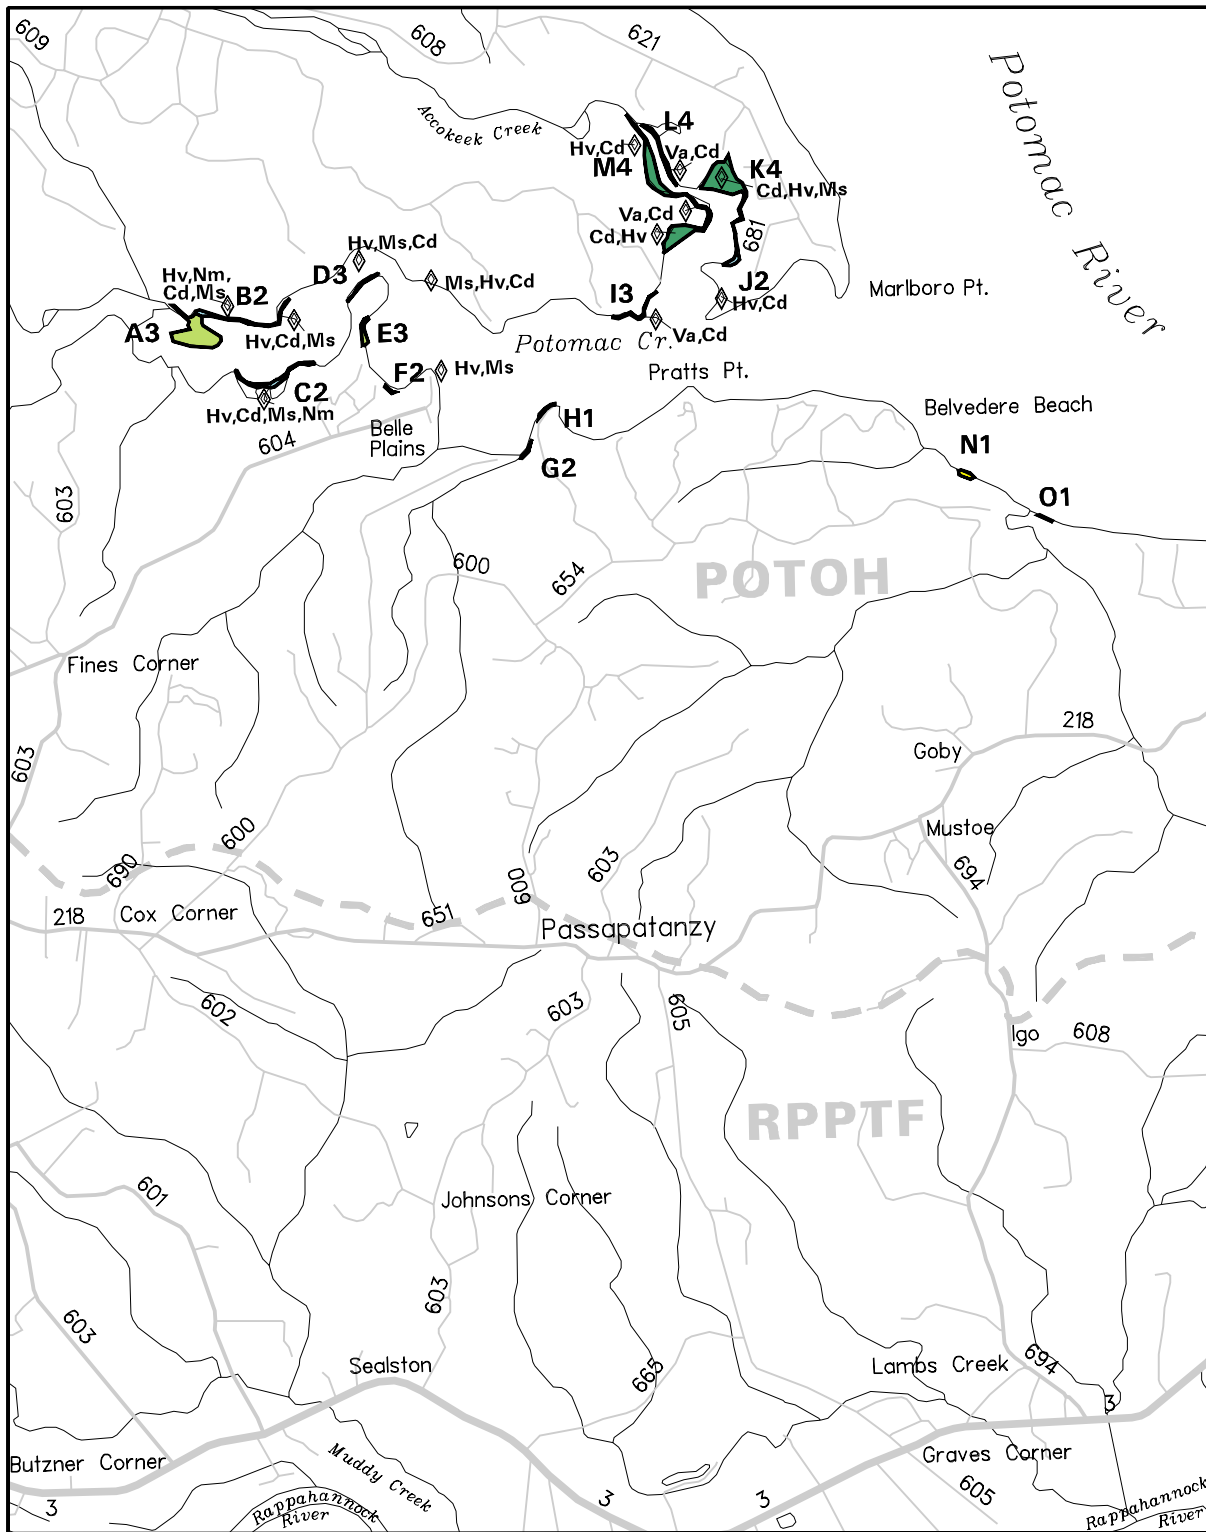 609
608
621
Potomac River
Accokeek Creek
L4
Hv,Cd
M4
Va,Cd
K4
Cd,Hv,Ms
Va,Cd
Cd,Hv
681
Hv,Ms,Cd
D3
Hv,Nm,
Cd,Ms
B2
Ms,Hv,Cd
I3
J2
Hv,Cd
Marlboro Pt.
A3
Hv,Cd,Ms
E3
Potomac Cr.
Va,Cd
F2
Hv,Ms
Pratts Pt.
C2
Hv,Cd,Ms,Nm
604
Belle
Plains
H1
G2
Belvedere Beach
N1
O1
603
600
654
POTOH
Fines Corner
603
218
Goby
Mustoe
600
690
603
694
600
218
Cox Corner
651
Passapatanzy
602
603
605
Igo
608
RPPTF
601
Johnsons Corner
603
603
Sealston
665
Lambs Creek
694
3
Butzner Corner
Muddy Creek
Graves Corner
605
3
Rappahannock
River
3
3
Rappahannock
River